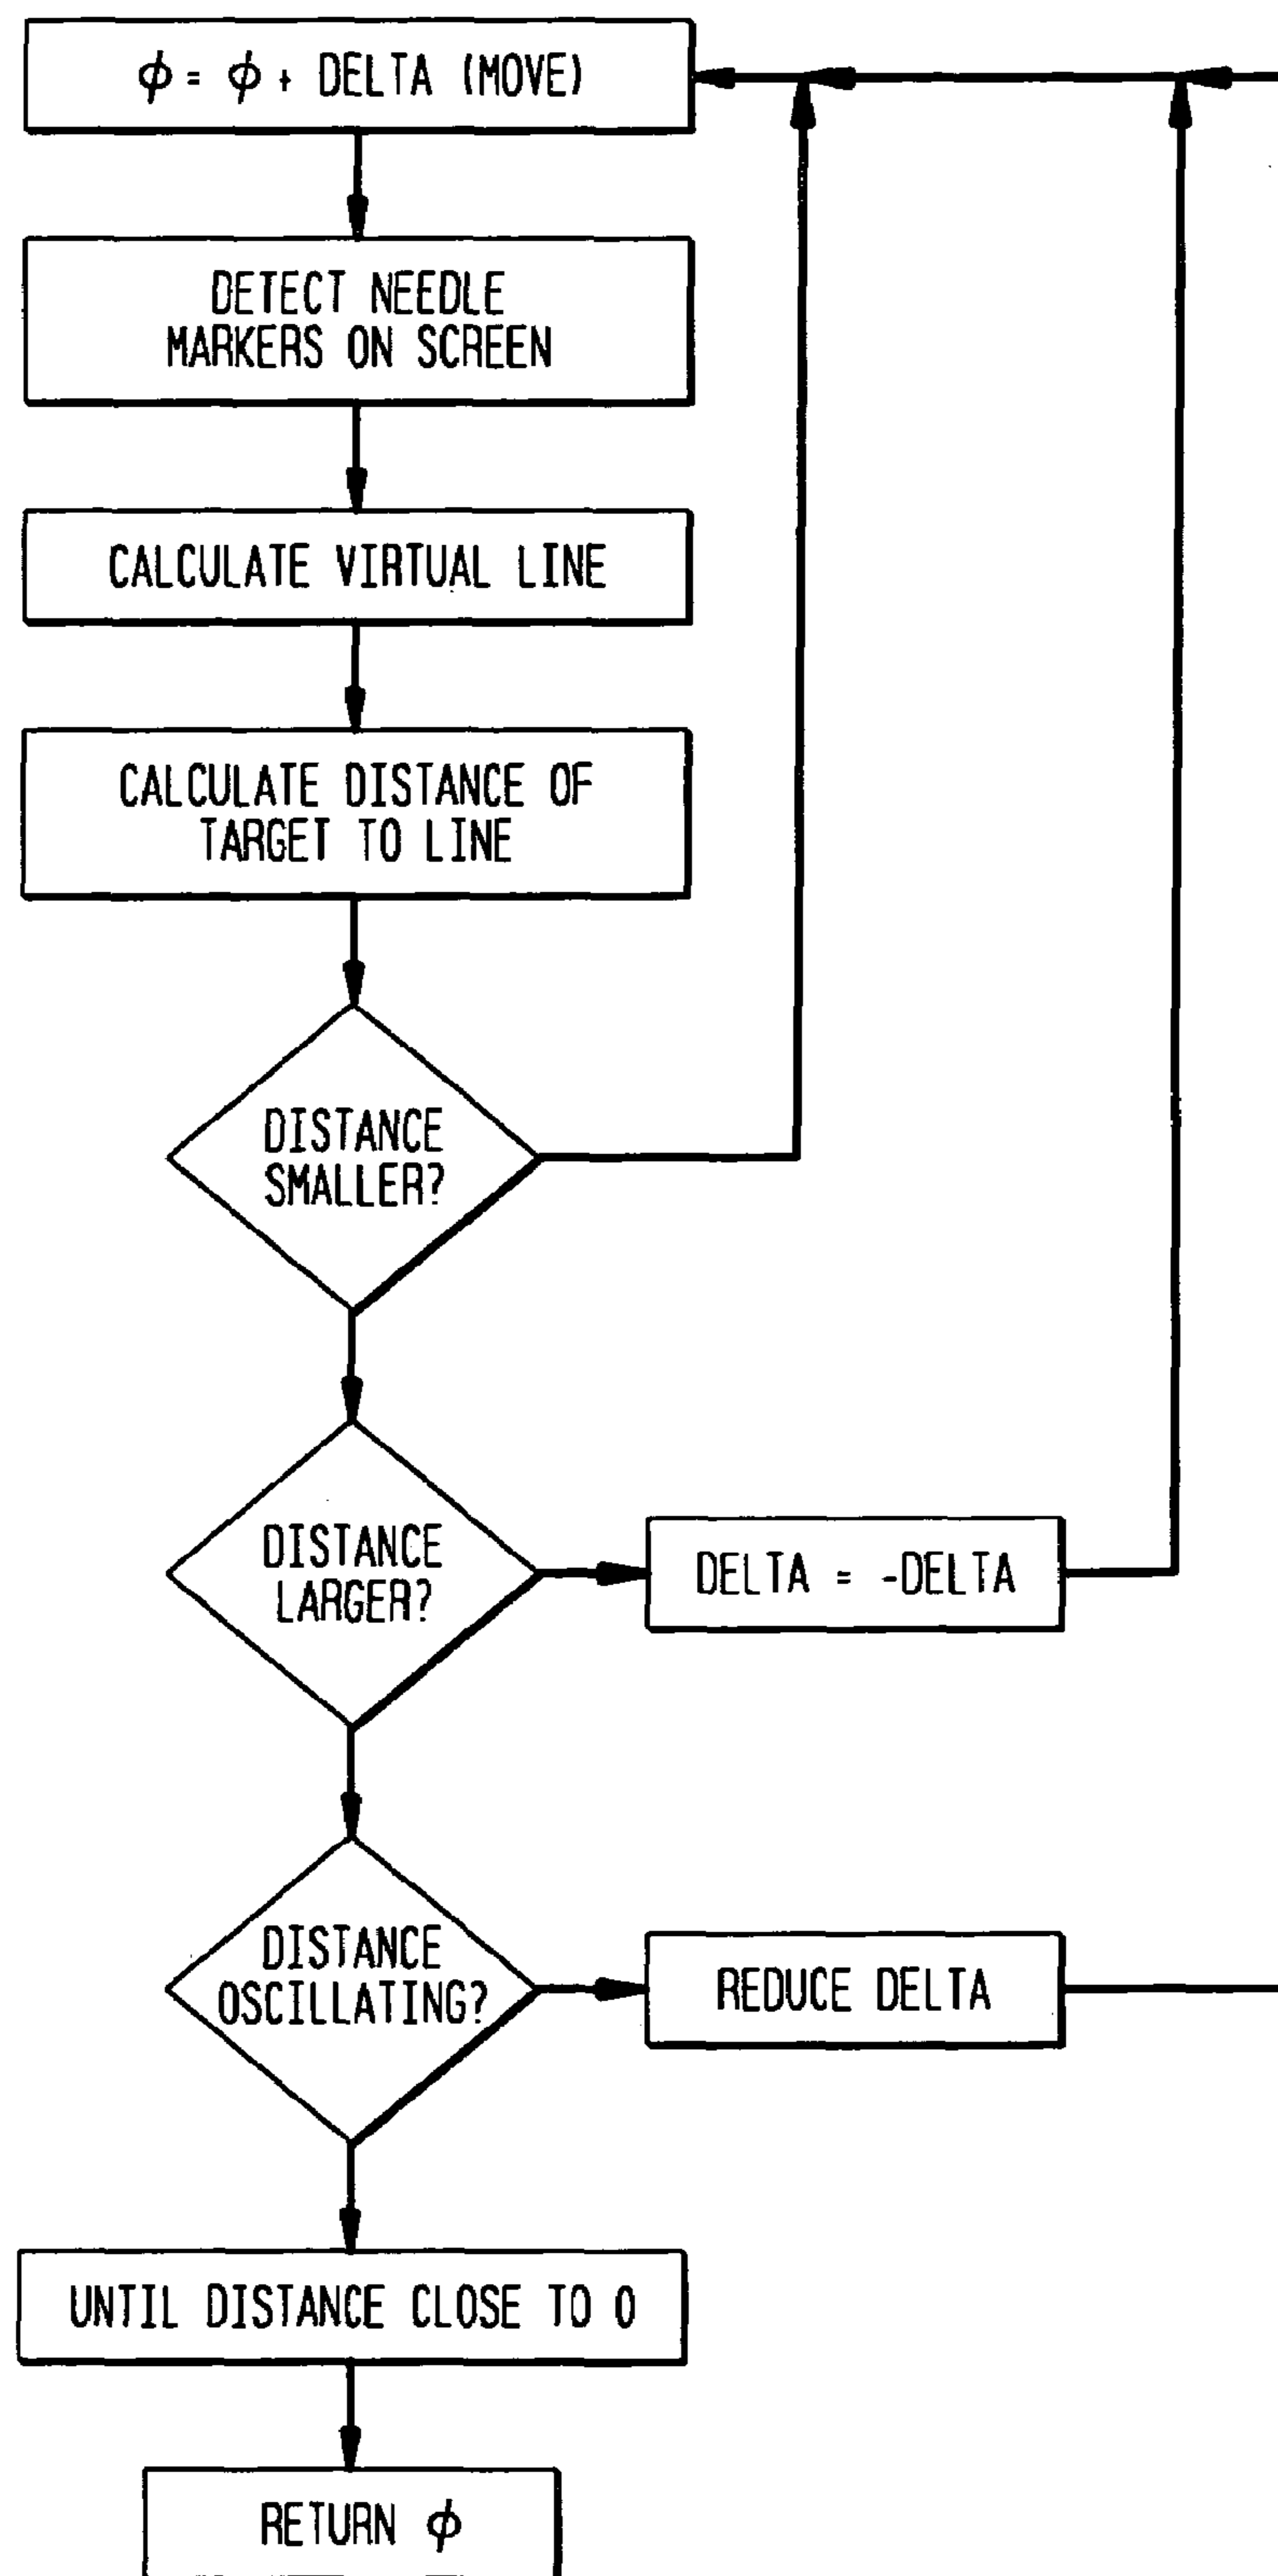 ϕ = ϕ + DELTA (MOVE)
DETECT NEEDLE
MARKERS ON SCREEN
CALCULATE VIRTUAL LINE
CALCULATE DISTANCE OF
TARGET TO LINE
DISTANCE
SMALLER?
DISTANCE
LARGER?
DELTA = -DELTA
DISTANCE
OSCILLATING?
REDUCE DELTA
UNTIL DISTANCE CLOSE TO 0
RETURN ϕ